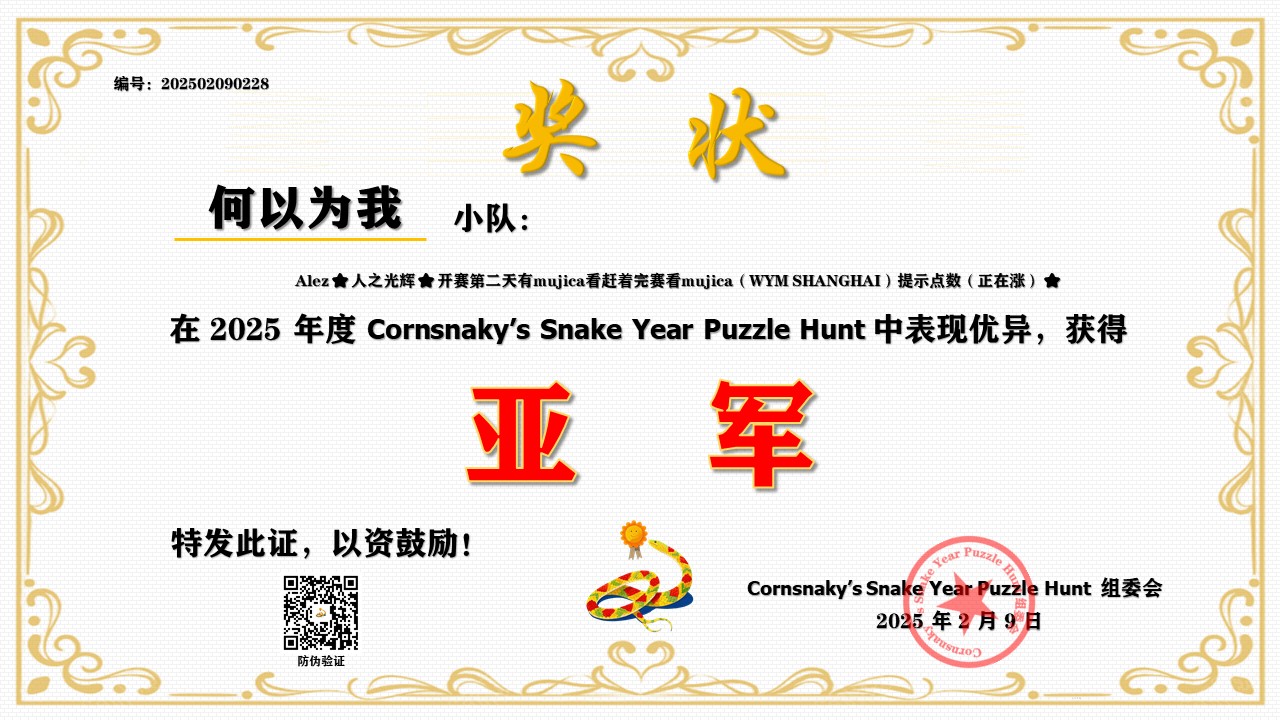 编号：202502090228
奖 状
何以为我 小队：
Alez★人之光辉★开赛第二天有mujica看赶着完赛看mujica（WYM SHANGHAI）提示点数（正在涨）★
在 2025 年度 Cornsnaky’s Snake Year Puzzle Hunt 中表现优异，获得
亚 军
特发此证，以资鼓励！
防伪验证
Cornsnaky’s Snake Year Puzzle Hunt 组委会
2025 年 2 月 9 日
Cornsnaky’s Snake Year Puzzle Hunt 组委会